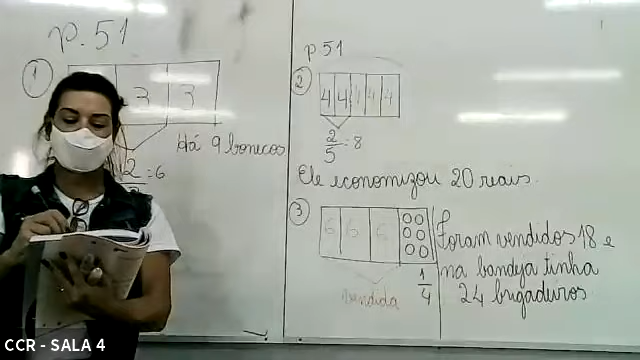 p. 51
1
3 3
2 = 6
Há 9 bonecos
p 51
2
4 4 4 4 4
2/5 = 8
Ele economizou 20 reais.
3
6 6 6
vendida
1/4
Foram vendidos 18 e
na bandeja tinha
24 brigadeiros
CCR - SALA 4